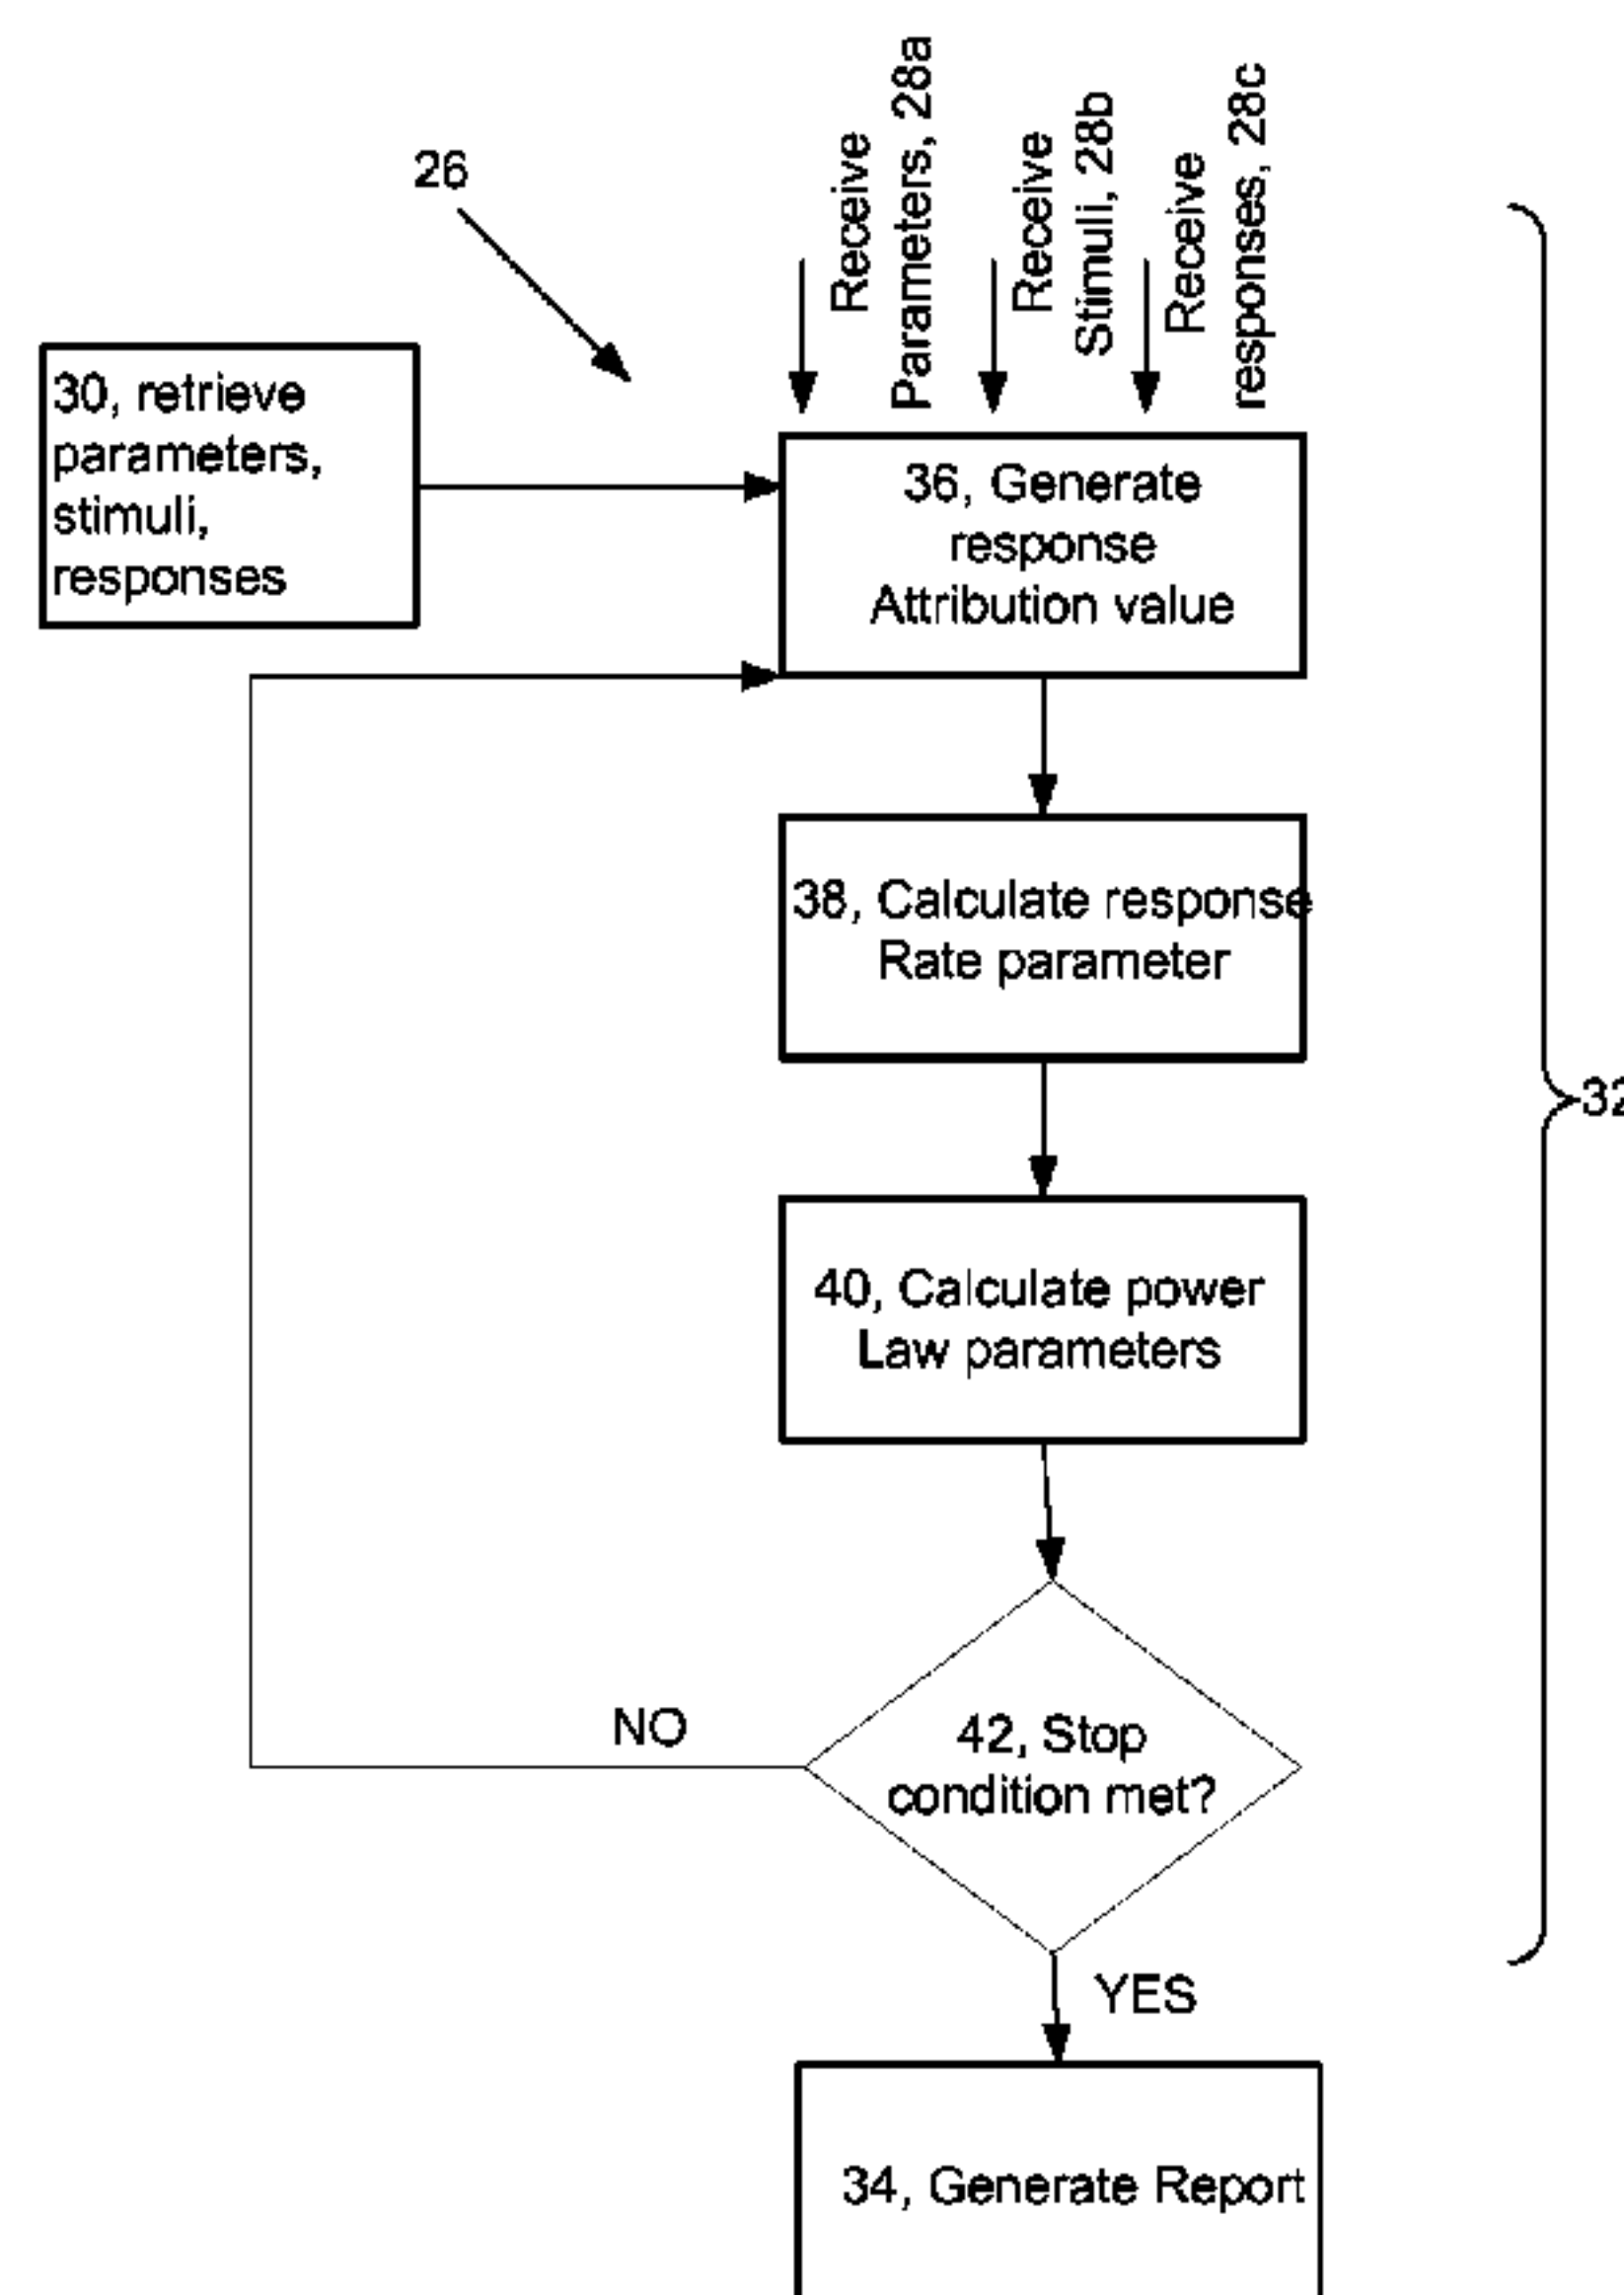 26
Receive
Parameters, 28a
Receive
Stimuli, 28b
Receive
responses, 28c
30, retrieve
parameters,
stimuli,
responses
36, Generate
response
Attribution value
38, Calculate response
Rate parameter
32
40, Calculate power
Law parameters
NO
42, Stop
condition met?
YES
34, Generate Report